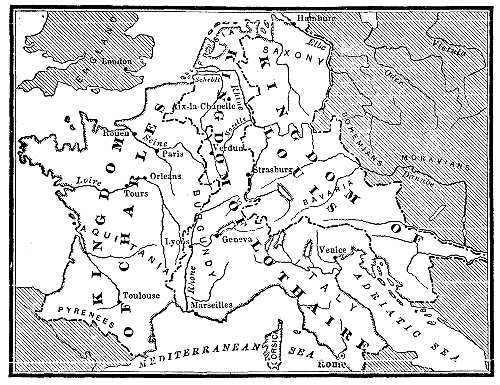 Hamburg
Elbe
SAXONY
ENGLAND
London
Vistula
Oder
Scheldt
Rhine
Aix-la-Chapelle
Moselle
Rouen
Seine
Verdun
Paris
BOHEMIANS
MORAVIANS
Danube
Strasburg
Orleans
Loire
Tours
BAVARIA
KINGDOM OF CHARLES
KINGDOM OF LOTHAIRE
KINGDOM OF LOUIS
AQUITANIA
BURGUNDY
Lyons
Geneva
Venice
Rhone
Toulouse
Marseilles
ITALY
ADRIATIC SEA
PYRENEES
MEDITERRANEAN SEA
CORSICA
Rome